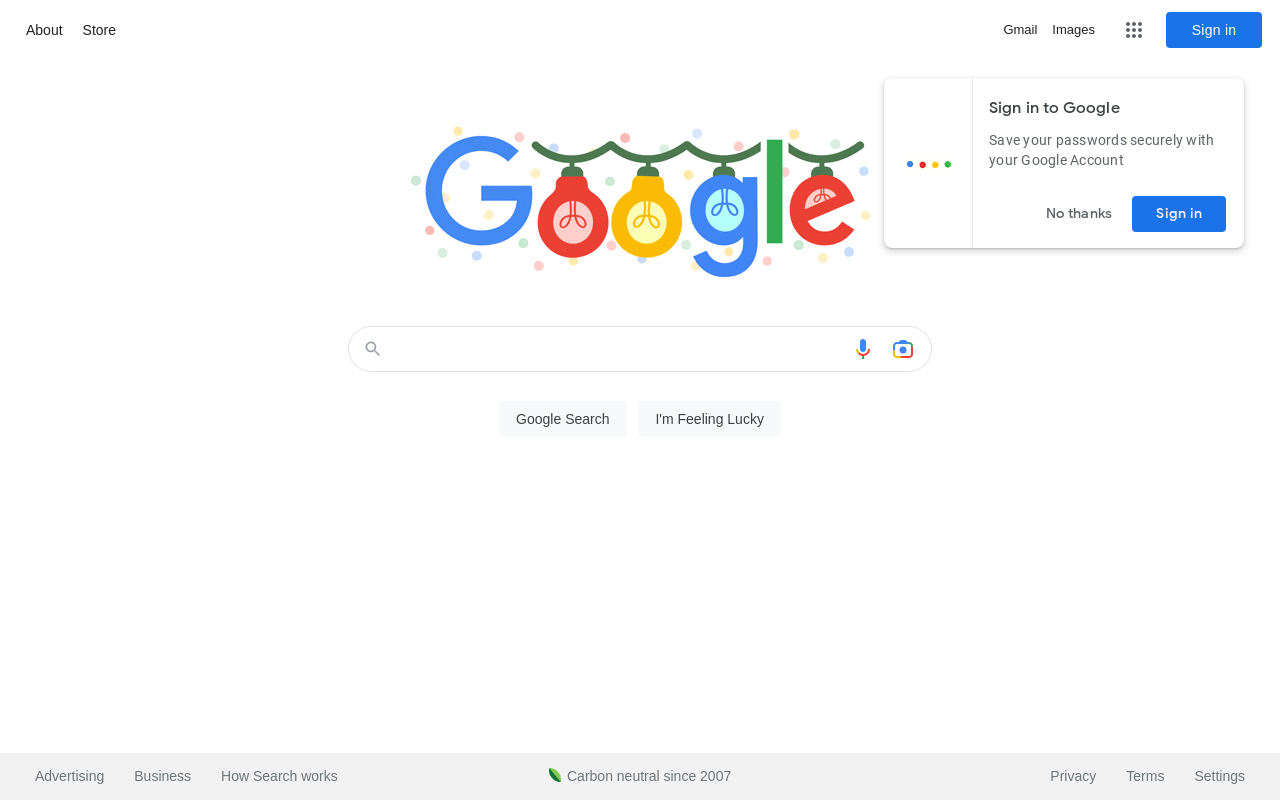 About
Store
Gmail
Images
Sign in
Google
Sign in to Google
Save your passwords securely with
your Google Account
No thanks
Sign in
Google Search
I'm Feeling Lucky
Advertising
Business
How Search works
Carbon neutral since 2007
Privacy
Terms
Settings